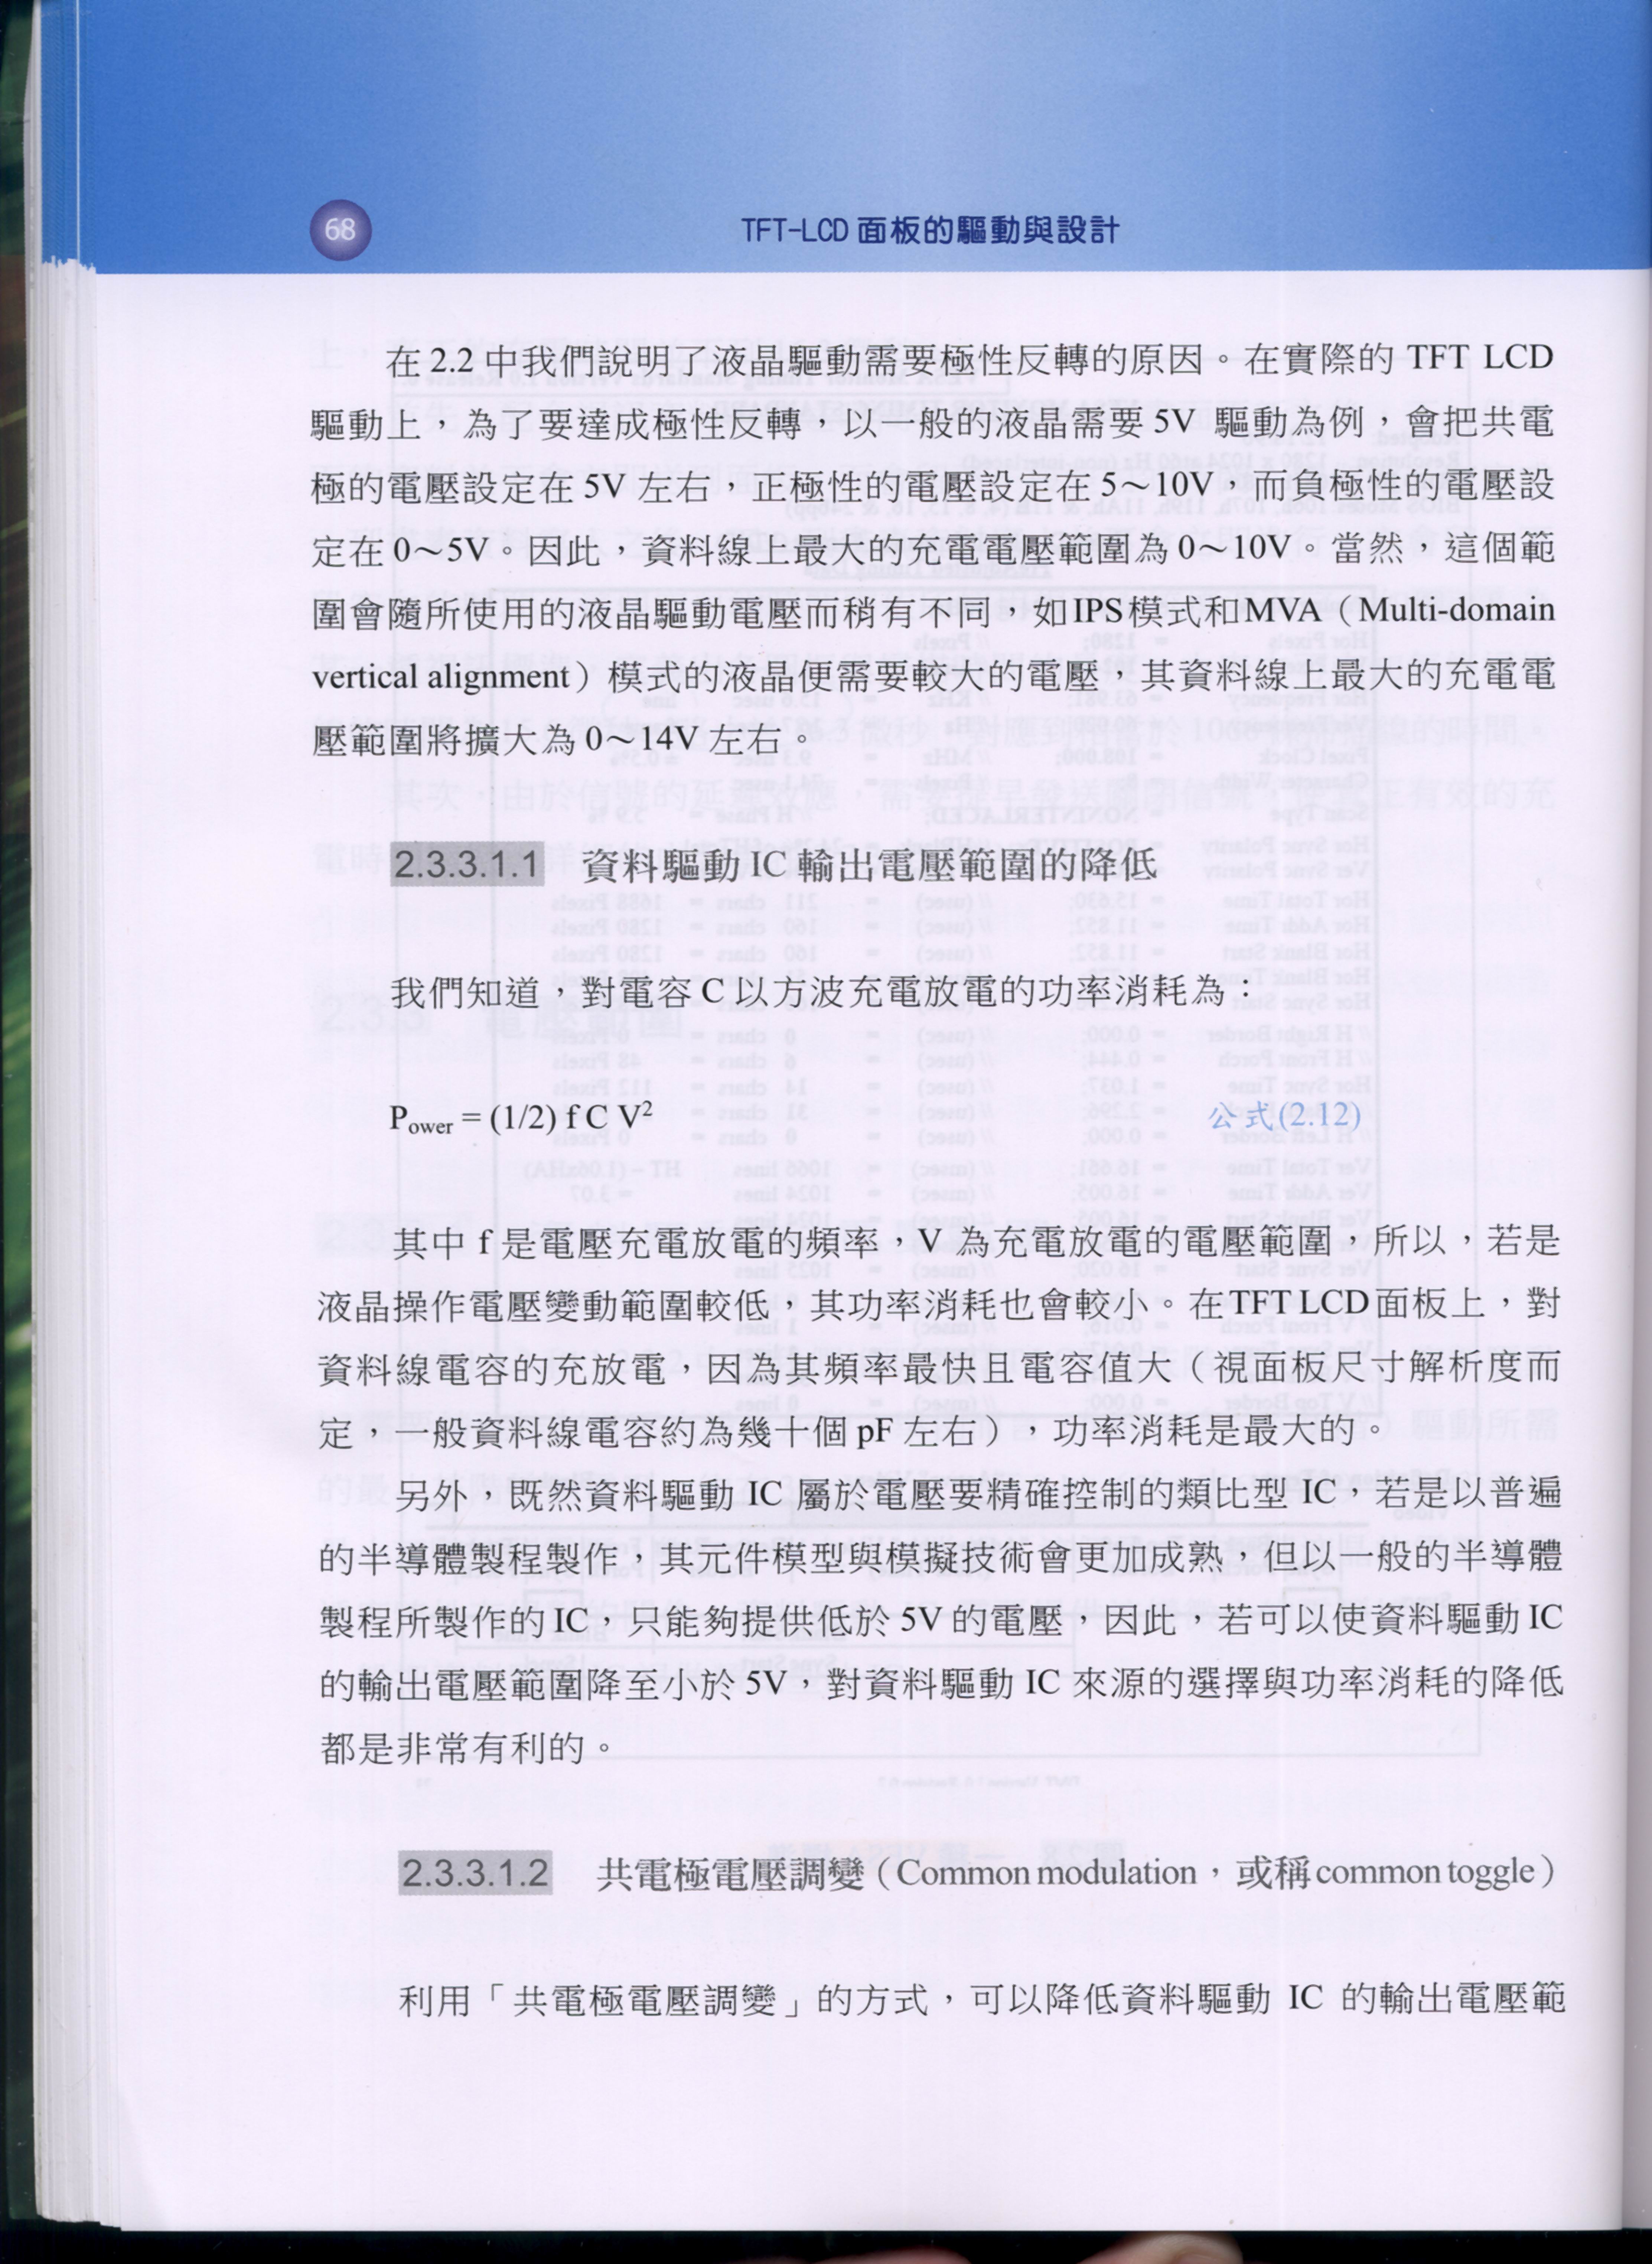 68
TFT-LCD 面板的驅動與設計
在 2.2 中我們說明了液晶驅動需要極性反轉的原因。在實際的 TFT LCD
驅動上，為了要達成極性反轉，以一般的液晶需要 5V 驅動為例，會把共電
極的電壓設定在 5V 左右，正極性的電壓設定在 5～10V，而負極性的電壓設
定在 0～5V。因此，資料線上最大的充電電壓範圍為 0～10V。當然，這個範
圍會隨所使用的液晶驅動電壓而稍有不同，如IPS模式和MVA（Multi-domain
vertical alignment）模式的液晶便需要較大的電壓，其資料線上最大的充電電
壓範圍將擴大為 0～14V 左右。
2.3.3.1.1 資料驅動 IC 輸出電壓範圍的降低
我們知道，對電容 C 以方波充電放電的功率消耗為：
Power = (1/2) f C V² 公式(2.12)
其中 f 是電壓充電放電的頻率，V 為充電放電的電壓範圍，所以，若是
液晶操作電壓變動範圍較低，其功率消耗也會較小。在TFT LCD面板上，對
資料線電容的充放電，因為其頻率最快且電容值大（視面板尺寸解析度而
定，一般資料線電容約為幾十個 pF 左右），功率消耗是最大的。
另外，既然資料驅動 IC 屬於電壓要精確控制的類比型 IC，若是以普遍
的半導體製程製作，其元件模型與模擬技術會更加成熟，但以一般的半導體
製程所製作的 IC，只能夠提供低於 5V 的電壓，因此，若可以使資料驅動 IC
的輸出電壓範圍降至小於 5V，對資料驅動 IC 來源的選擇與功率消耗的降低
都是非常有利的。
2.3.3.1.2 共電極電壓調變（Common modulation，或稱common toggle）
利用「共電極電壓調變」的方式，可以降低資料驅動 IC 的輸出電壓範